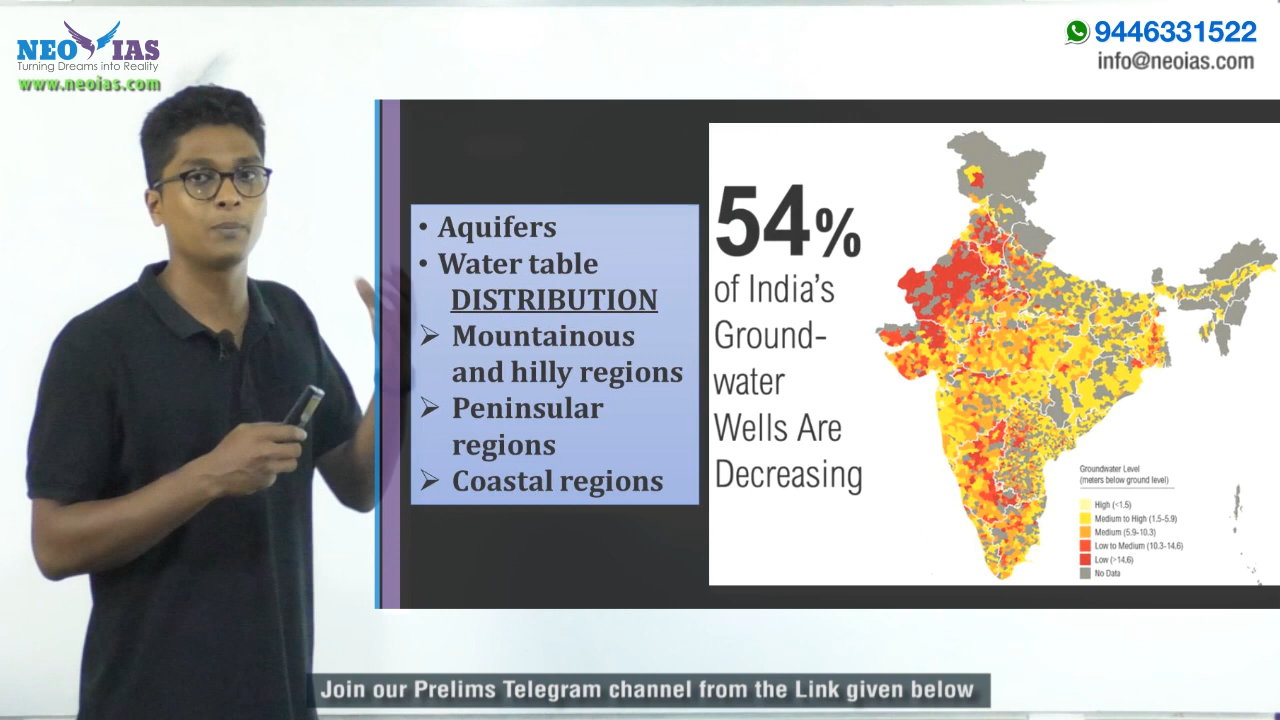 NEO IAS
Turning Dreams into Reality
www.neoias.com
9446331522
info@neoias.com
• Aquifers
• Water table
DISTRIBUTION
➢ Mountainous
and hilly regions
➢ Peninsular
regions
➢ Coastal regions
54%
of India's
Ground-
water
Wells Are
Decreasing
Groundwater Level
(meters below ground level)
High (<1.5)
Medium to High (1.5-5.9)
Medium (5.9-10.3)
Low to Medium (10.3-14.6)
Low (>14.6)
No Data
Join our Prelims Telegram channel from the Link given below